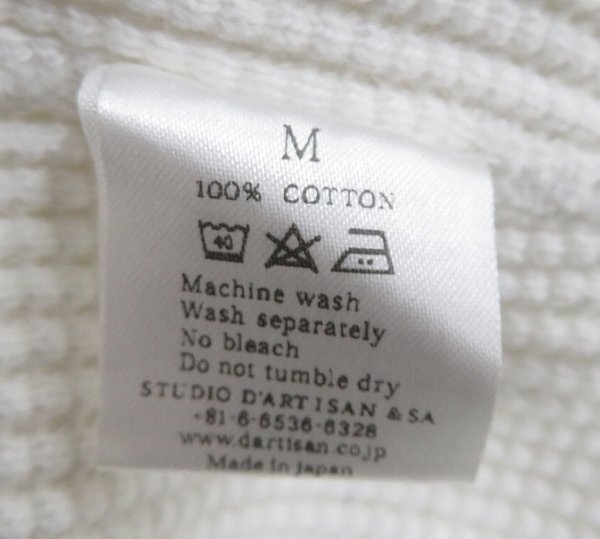 M
100% COTTON
40
Machine wash
Wash separately
No bleach
Do not tumble dry
STUDIO D'ARTISAN & SA
+81-6-6536-6328
www.dartisan.co.jp
Made in japan